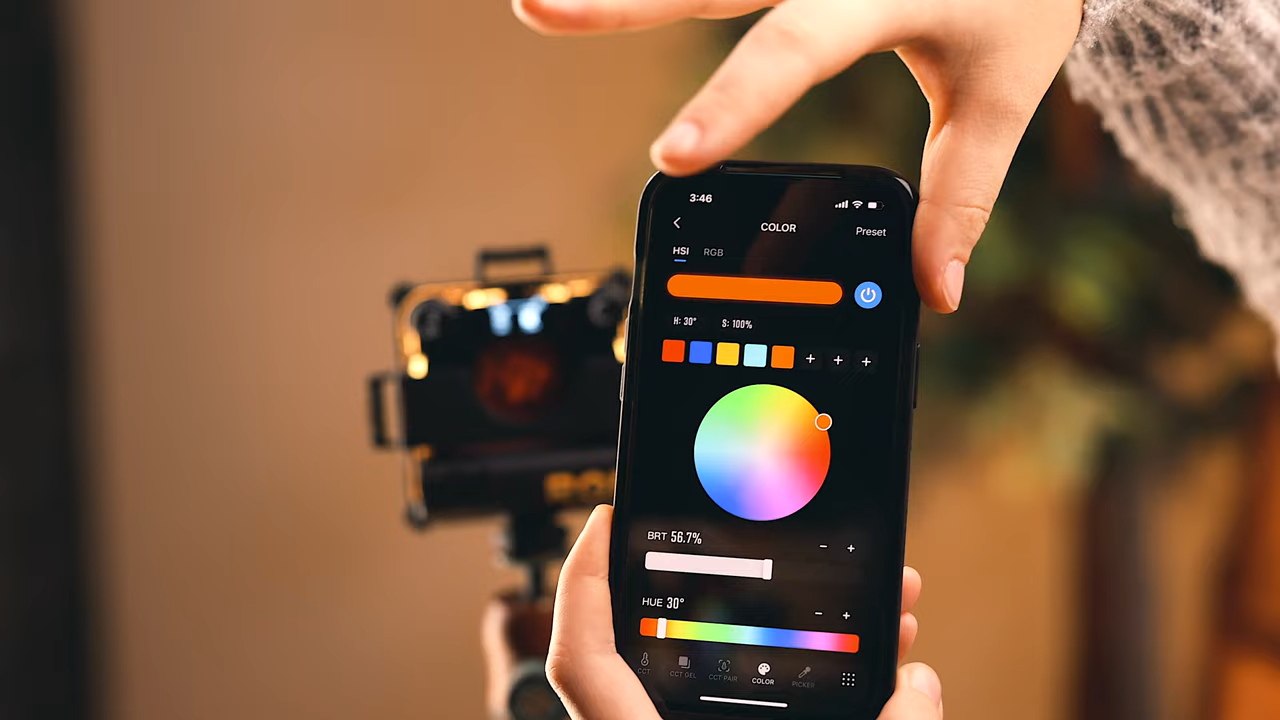 3:46
COLOR
Preset
HSI RGB
H: 30° S: 100%
+ + +
BRT 56.7%
− +
HUE 30°
− +
CCT CCT GEL CCT PAIR COLOR PICKER